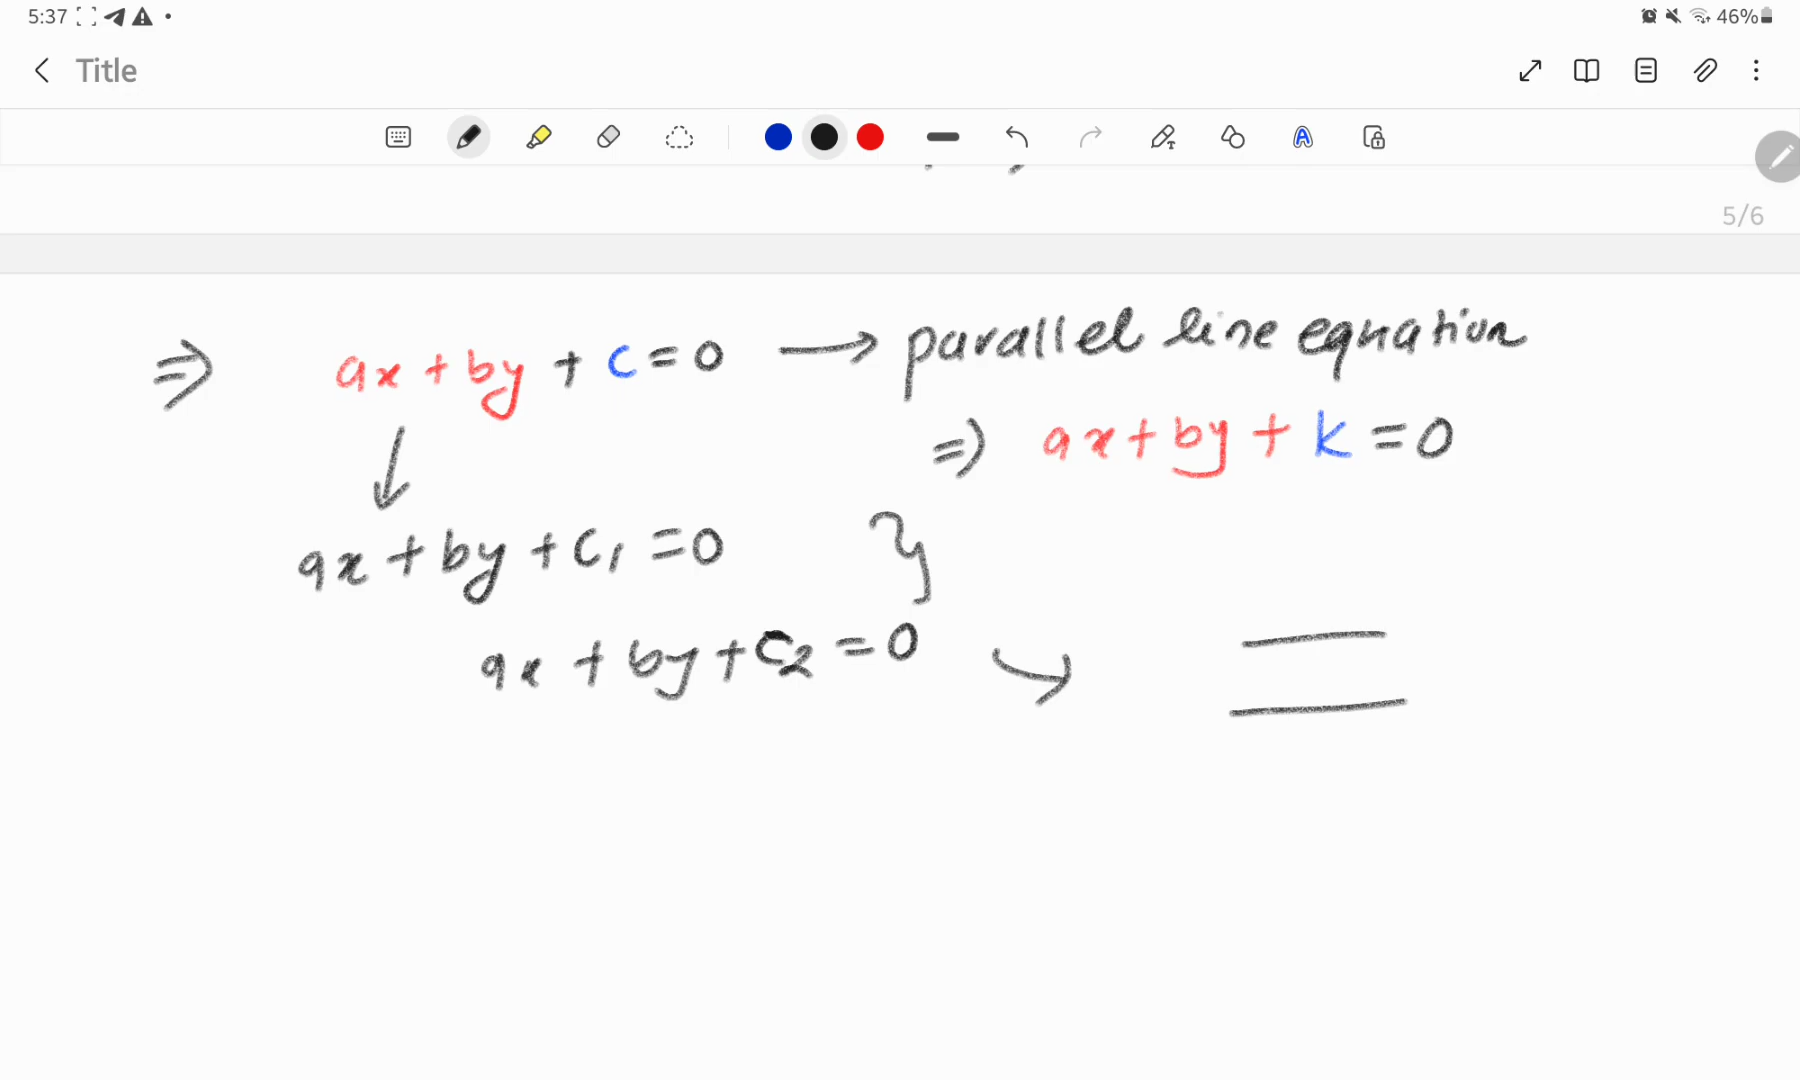 5:37
46%
Title
5/6
⇒ ax + by + c = 0 → parallel line equation
⇒ ax + by + k = 0
↓
ax + by + c₁ = 0 }
ax + by + c₂ = 0 →